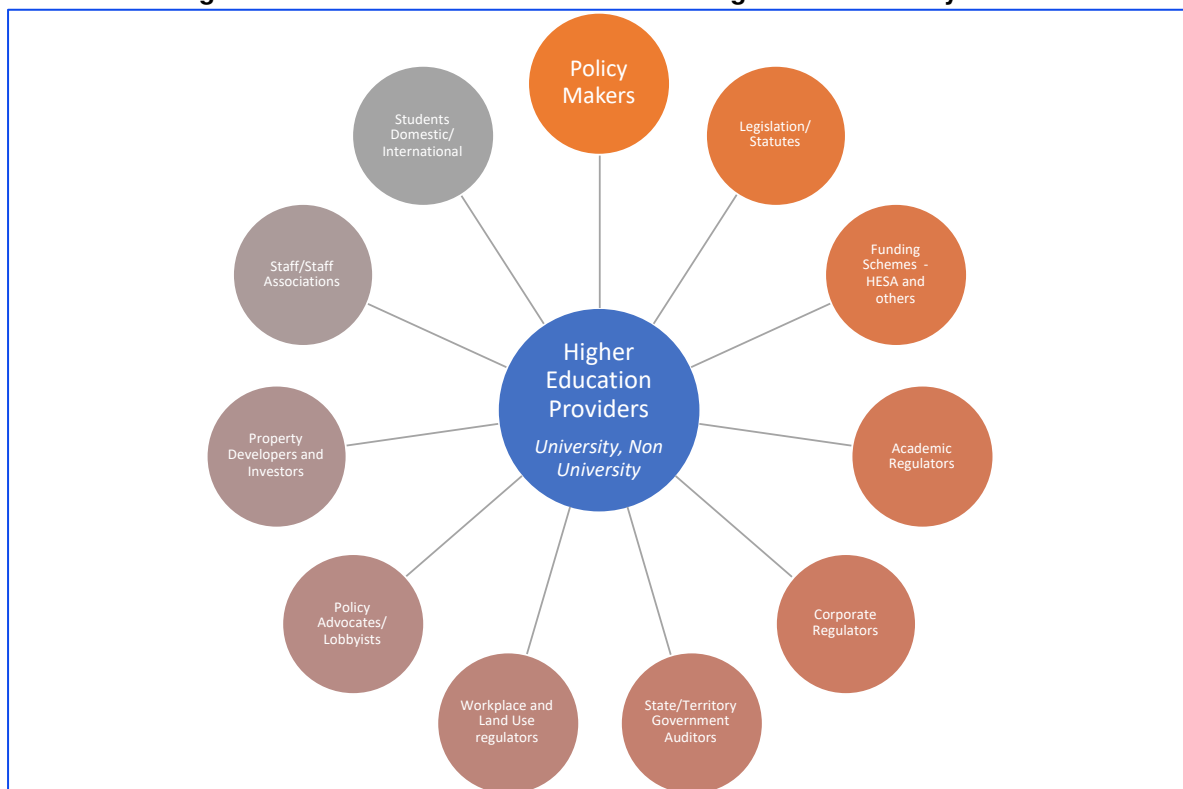 Policy
Makers
Legislation/
Statutes
Funding
Schemes -
HESA and
others
Academic
Regulators
Corporate
Regulators
State/Territory
Government
Auditors
Workplace and
Land Use
regulators
Policy
Advocates/
Lobbyists
Property
Developers and
Investors
Staff/Staff
Associations
Students
Domestic/
International
Higher
Education
Providers
University, Non
University